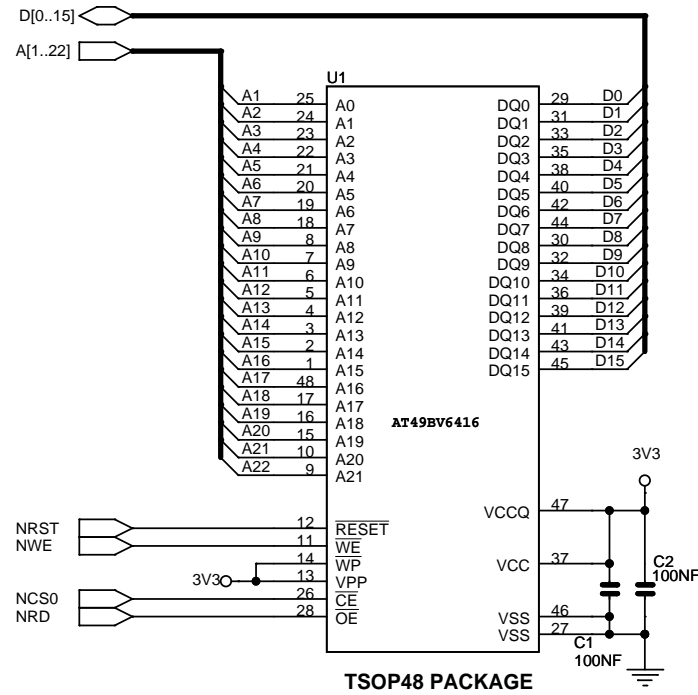 D[0..15]
A[1..22]
U1
A1 25 A0 DQ0 29 D0
A2 24 A1 DQ1 31 D1
A3 23 A2 DQ2 33 D2
A4 22 A3 DQ3 35 D3
A5 21 A4 DQ4 38 D4
A6 20 A5 DQ5 40 D5
A7 19 A6 DQ6 42 D6
A8 18 A7 DQ7 44 D7
A9 8 A8 DQ8 30 D8
A10 7 A9 DQ9 32 D9
A11 6 A10 DQ10 34 D10
A12 5 A11 DQ11 36 D11
A13 4 A12 DQ12 39 D12
A14 3 A13 DQ13 41 D13
A15 2 A14 DQ14 43 D14
A16 1 A15 DQ15 45 D15
A17 48 A16
A18 17 A17
A19 16 A18
A20 15 A19
A21 10 A20
A22 9 A21
AT49BV6416
3V3
VCCQ 47
NRST 12 RESET
NWE 11 WE
14 WP
3V3 13 VPP
NCS0 26 CE
NRD 28 OE
VCC 37
C2
100NF
VSS 46
VSS 27
C1
100NF
TSOP48 PACKAGE